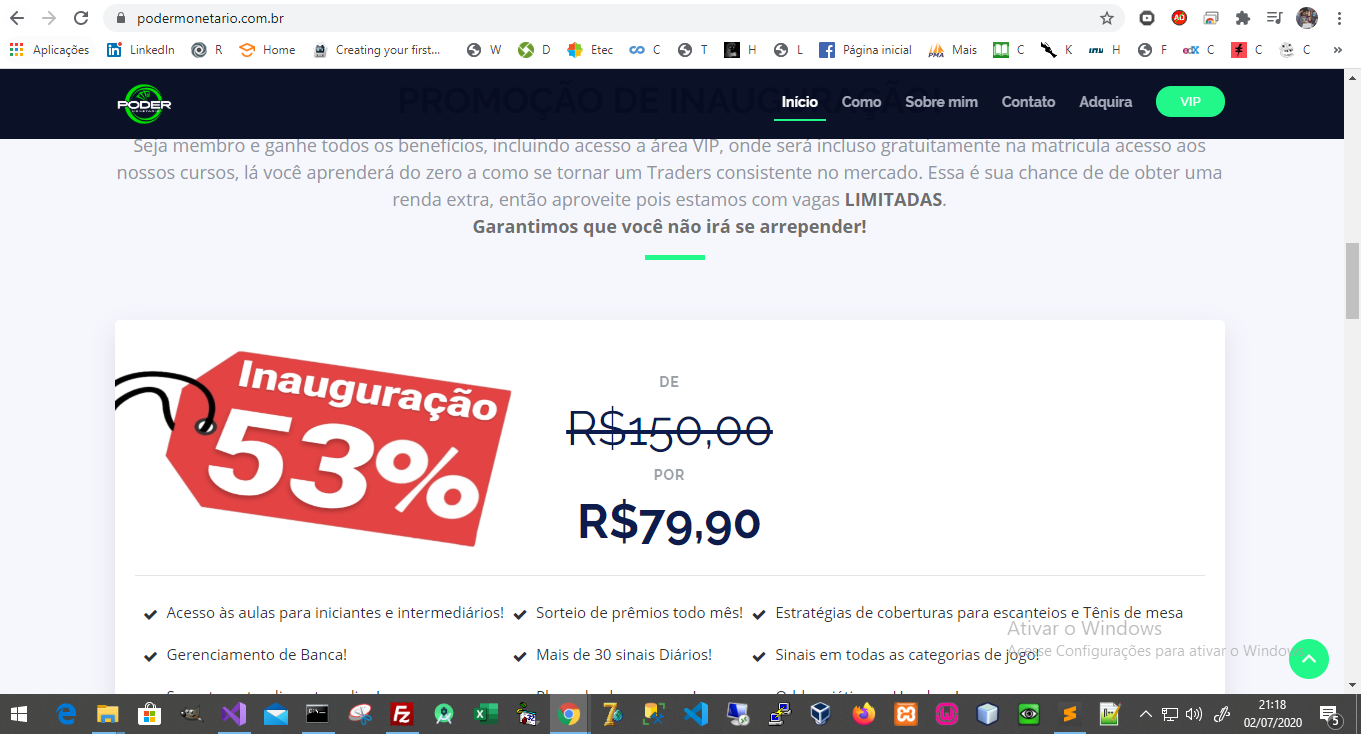 podermonetario.com.br
Aplicações LinkedIn R Home Creating your first... W D Etec C T H L Página inicial Mais C K H F C C C »
PODER
PROMOÇÃO DE INAUGURAÇÃO!
Início Como Sobre mim Contato Adquira VIP
Seja membro e ganhe todos os benefícios, incluindo acesso a área VIP, onde será incluso gratuitamente na matricula acesso aos
nossos cursos, lá você aprenderá do zero a como se tornar um Traders consistente no mercado. Essa é sua chance de de obter uma
renda extra, então aproveite pois estamos com vagas LIMITADAS.
Garantimos que você não irá se arrepender!
Inauguração
53%
DE
R$150,00
POR
R$79,90
Acesso às aulas para iniciantes e intermediários! Sorteio de prêmios todo mês! Estratégias de coberturas para escanteios e Tênis de mesa
Gerenciamento de Banca! Mais de 30 sinais Diários! Sinais em todas as categorias de jogo!
Ativar o Windows
Acesse Configurações para ativar o Windows
21:18
02/07/2020
5